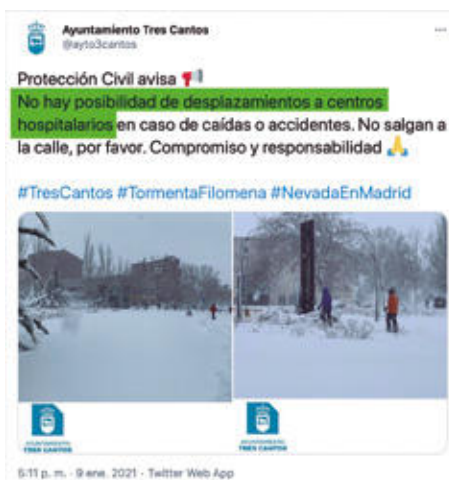 Ayuntamiento Tres Cantos
@ayto3cantos
Protección Civil avisa 📢
No hay posibilidad de desplazamientos a centros
hospitalarios en caso de caídas o accidentes. No salgan a
la calle, por favor. Compromiso y responsabilidad 🙏
#TresCantos #TormentaFilomena #NevadaEnMadrid
AYUNTAMIENTO
TRES CANTOS
AYUNTAMIENTO
TRES CANTOS
5:11 p. m. · 9 ene. 2021 · Twitter Web App